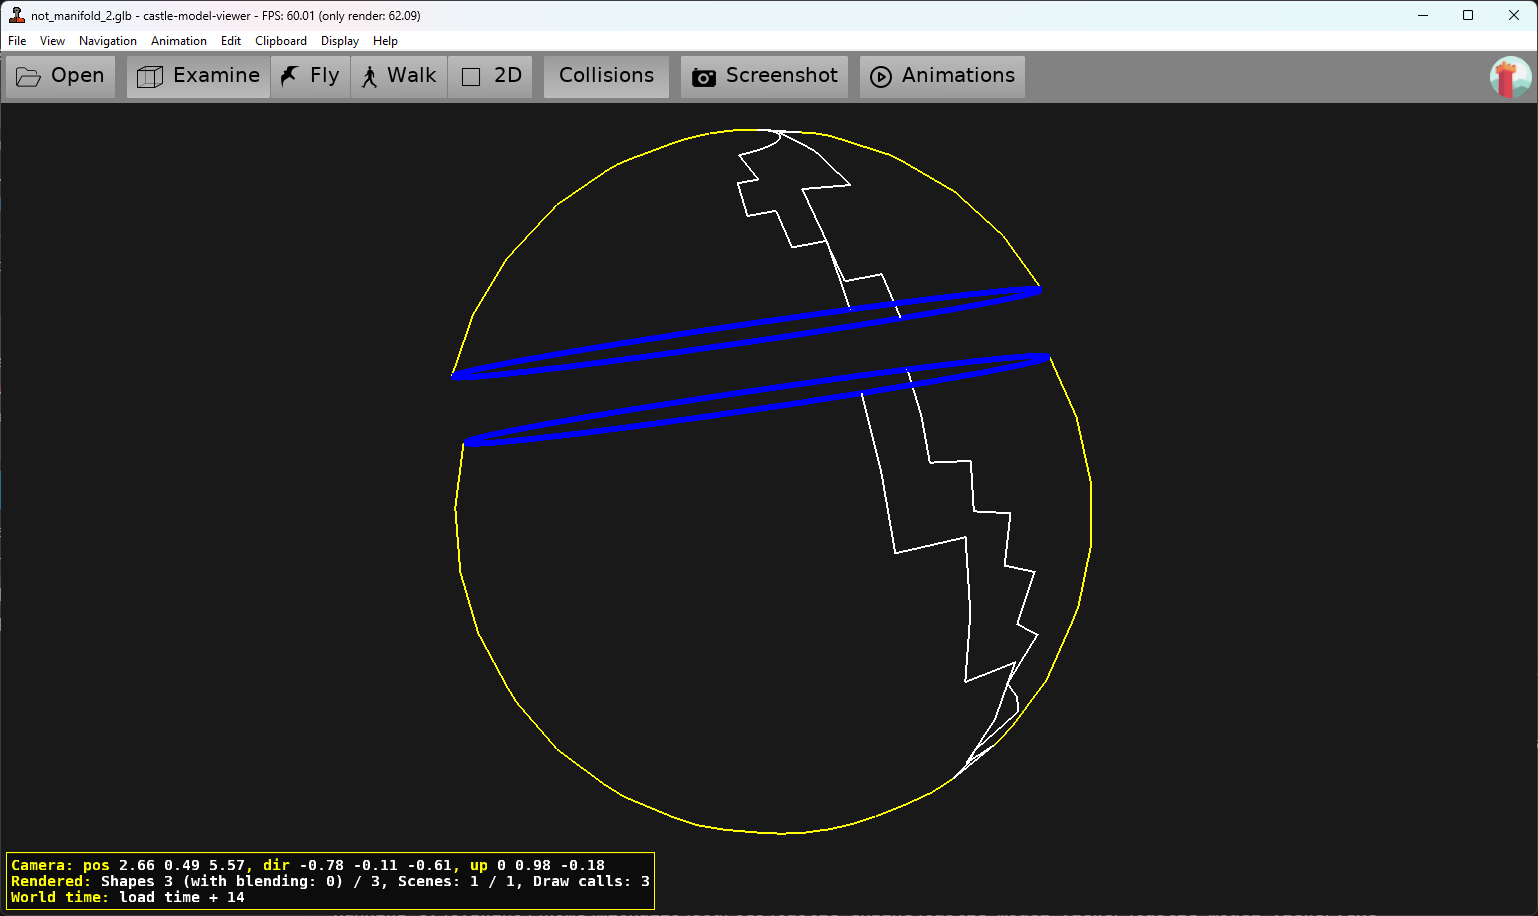 not_manifold_2.glb - castle-model-viewer - FPS: 60.01 (only render: 62.09)
File View Navigation Animation Edit Clipboard Display Help
Open Examine Fly Walk 2D Collisions Screenshot Animations
Camera: pos 2.66 0.49 5.57, dir -0.78 -0.11 -0.61, up 0 0.98 -0.18
Rendered: Shapes 3 (with blending: 0) / 3, Scenes: 1 / 1, Draw calls: 3
World time: load time + 14